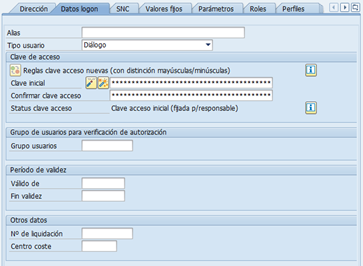 Dirección Datos logon SNC Valores fijos Parámetros Roles Perfiles
Alias
Tipo usuario Diálogo
Clave de acceso
Reglas clave acceso nuevas (con distinción mayúsculas/minúsculas)
Clave inicial ****************************************
Confirmar clave acceso ****************************************
Status clave acceso Clave acceso inicial (fijada p/responsable)
Grupo de usuarios para verificación de autorización
Grupo usuarios
Período de validez
Válido de
Fin validez
Otros datos
Nº de liquidación
Centro coste